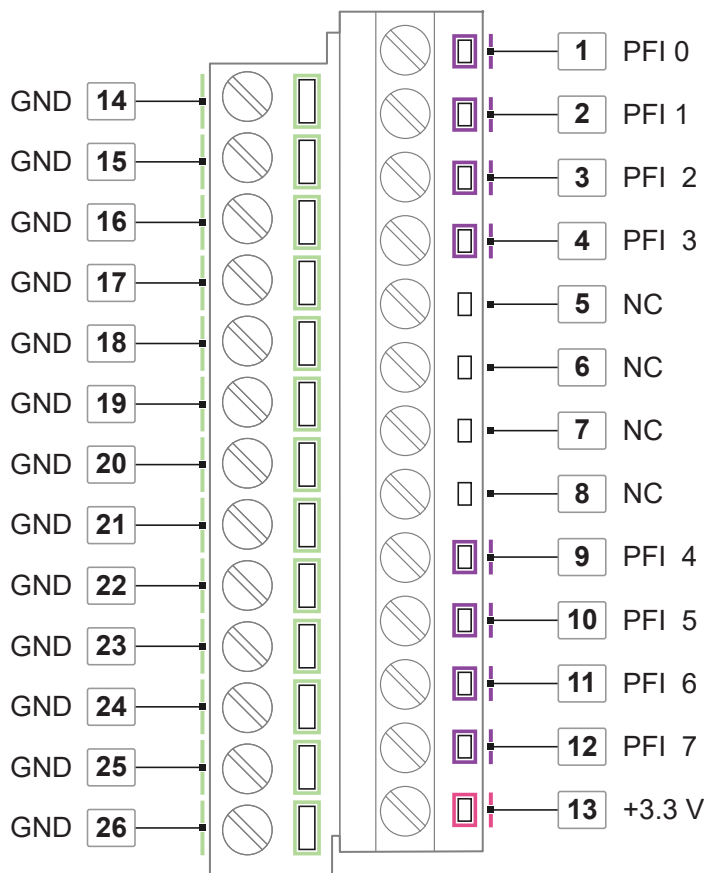 1 PFI 0
GND 14
2 PFI 1
GND 15
3 PFI 2
GND 16
4 PFI 3
GND 17
5 NC
GND 18
6 NC
GND 19
7 NC
GND 20
8 NC
GND 21
9 PFI 4
GND 22
10 PFI 5
GND 23
11 PFI 6
GND 24
12 PFI 7
GND 25
13 +3.3 V
GND 26